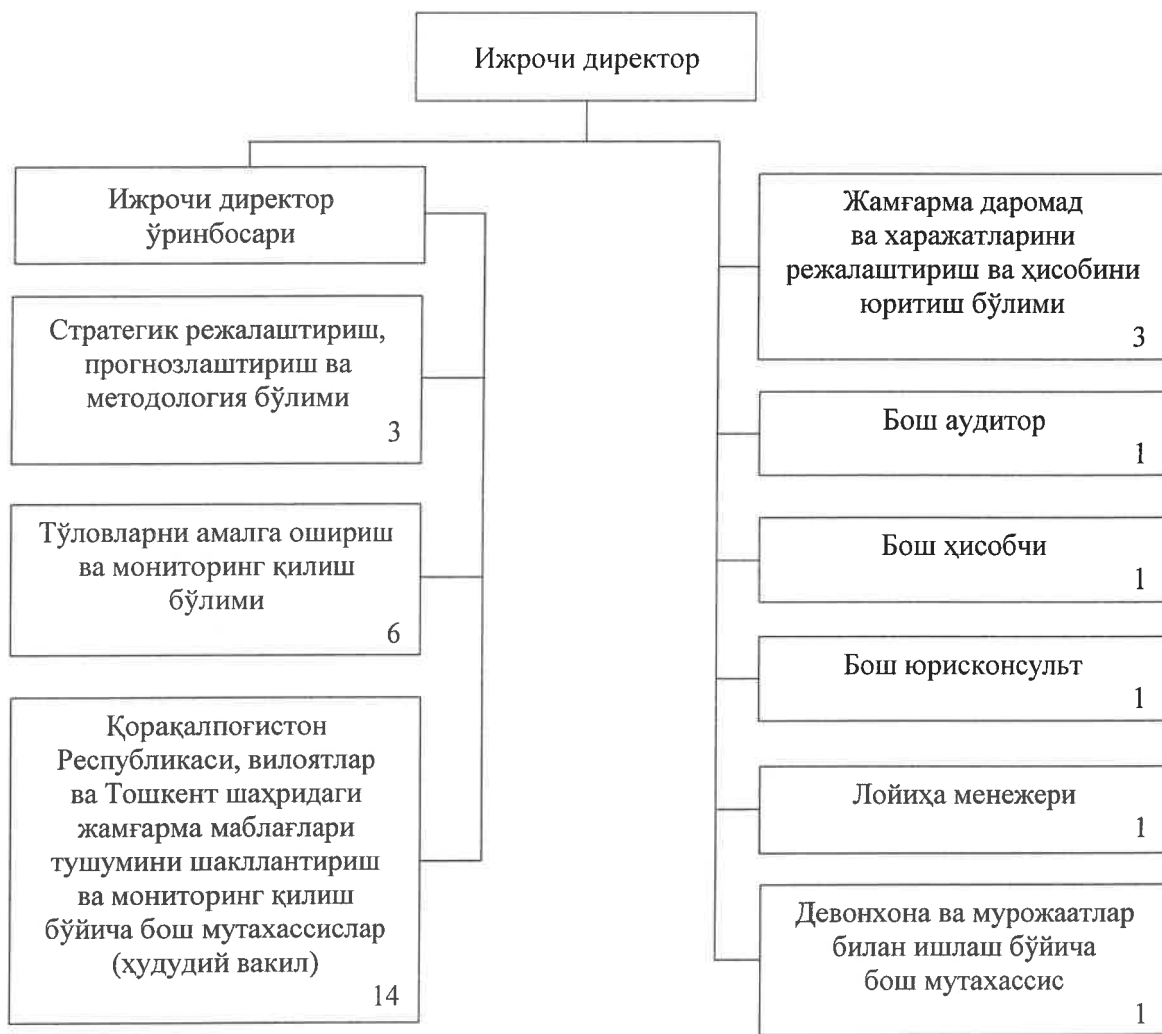 Ижрочи директор
Ижрочи директор
ўринбосари
Стратегик режалаштириш,
прогнозлаштириш ва
методология бўлими
3
Тўловларни амалга ошириш
ва мониторинг қилиш
бўлими
6
Қорақалпоғистон
Республикаси, вилоятлар
ва Тошкент шаҳридаги
жамғарма маблағлари
тушумини шакллантириш
ва мониторинг қилиш
бўйича бош мутахассислар
(ҳудудий вакил)
14
Жамғарма даромад
ва харажатларини
режалаштириш ва ҳисобини
юритиш бўлими
3
Бош аудитор
1
Бош ҳисобчи
1
Бош юрисконсульт
1
Лойиҳа менежери
1
Девонхона ва мурожаатлар
билан ишлаш бўйича
бош мутахассис
1